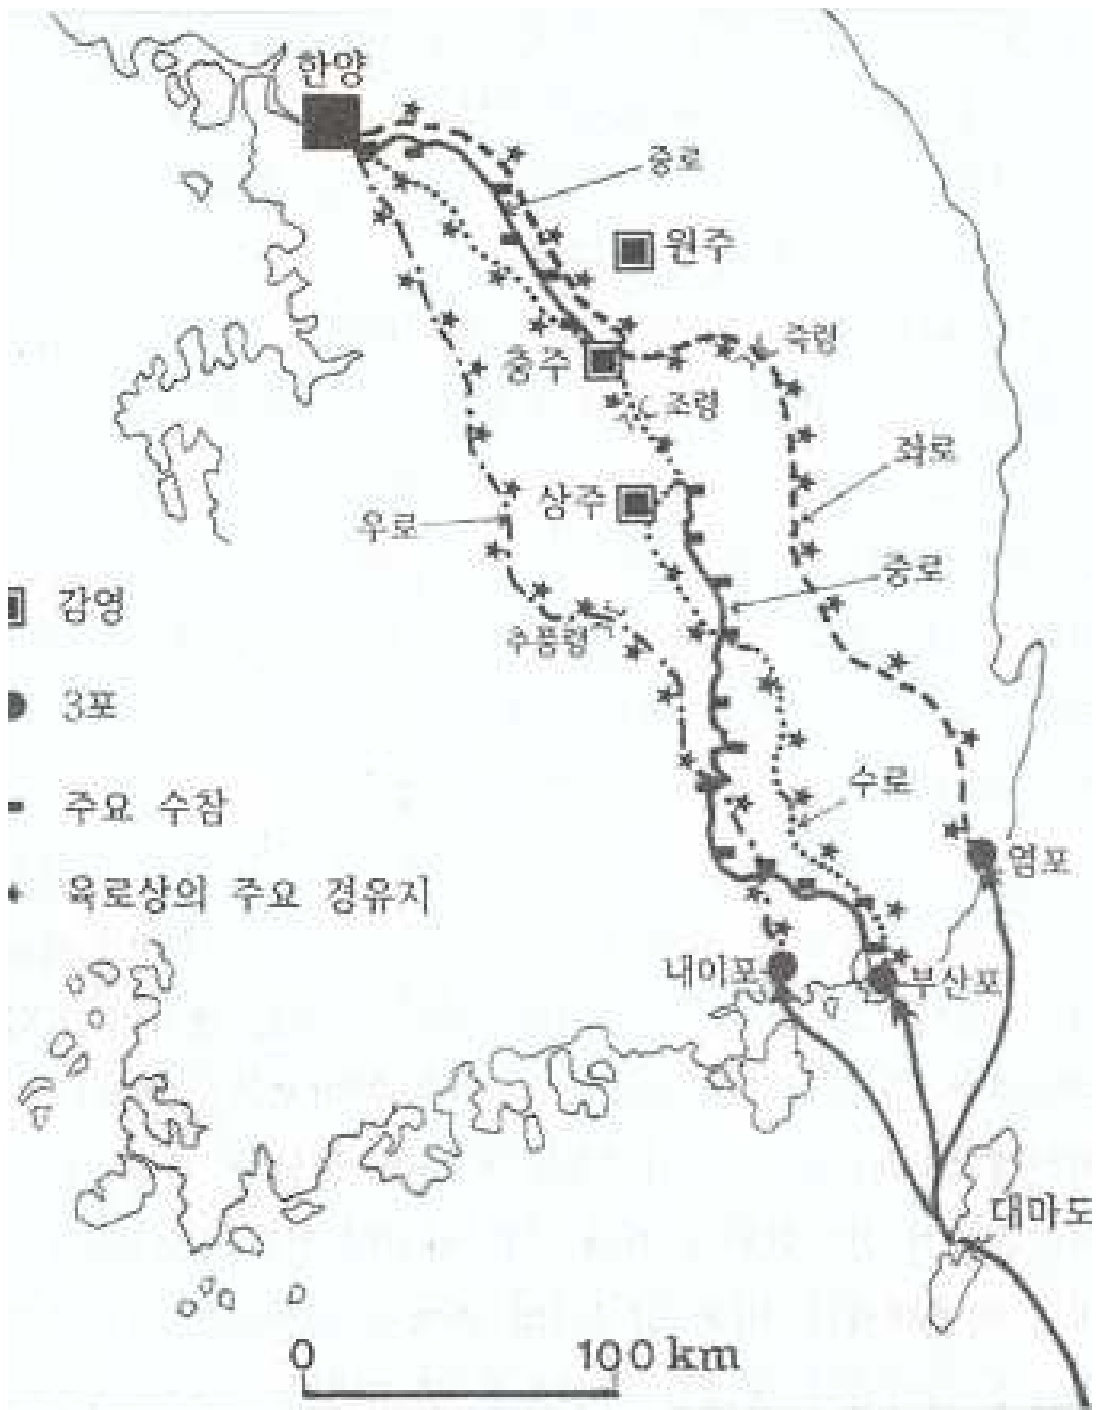 한양
중로
원주
죽령
충주
조령
좌로
상주
우로
중로
감영
추풍령
3포
수로
주요 수참
염포
육로상의 주요 경유지
내이포
부산포
대마도
0
100 km